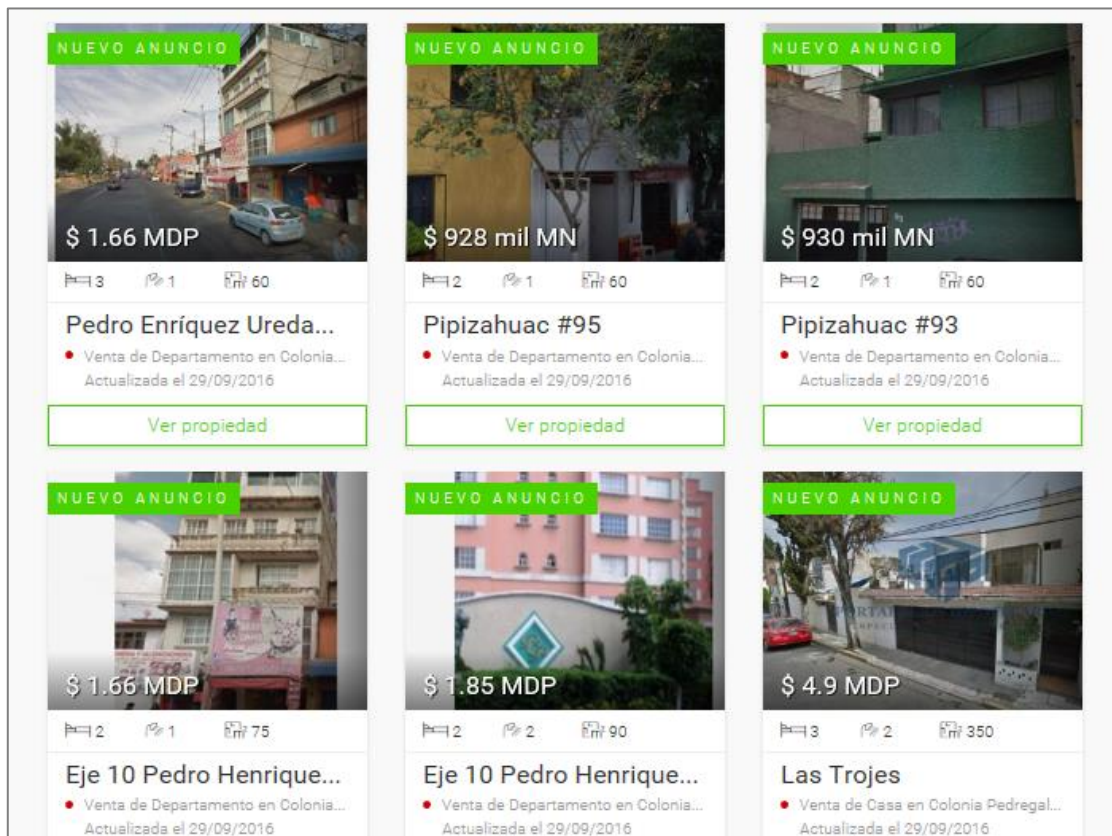 NUEVO ANUNCIO
$ 1.66 MDP
3 1 60
Pedro Enríquez Ureda...
Venta de Departamento en Colonia...
Actualizada el 29/09/2016
Ver propiedad
NUEVO ANUNCIO
$ 928 mil MN
2 1 60
Pipizahuac #95
Venta de Departamento en Colonia...
Actualizada el 29/09/2016
Ver propiedad
NUEVO ANUNCIO
$ 930 mil MN
2 1 60
Pipizahuac #93
Venta de Departamento en Colonia...
Actualizada el 29/09/2016
Ver propiedad
NUEVO ANUNCIO
$ 1.66 MDP
2 1 75
Eje 10 Pedro Henrique...
Venta de Departamento en Colonia...
Actualizada el 29/09/2016
NUEVO ANUNCIO
$ 1.85 MDP
2 2 90
Eje 10 Pedro Henrique...
Venta de Departamento en Colonia...
Actualizada el 29/09/2016
NUEVO ANUNCIO
$ 4.9 MDP
3 2 350
Las Trojes
Venta de Casa en Colonia Pedregal...
Actualizada el 29/09/2016